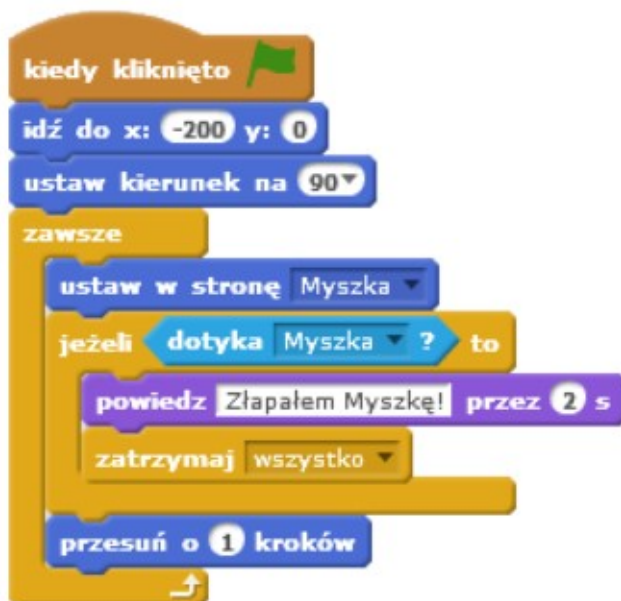 kiedy kliknięto
idź do x: -200 y: 0
ustaw kierunek na 90
zawsze
ustaw w stronę Myszka
jeżeli dotyka Myszka ? to
powiedz Złapałem Myszkę! przez 2 s
zatrzymaj wszystko
przesuń o 1 kroków